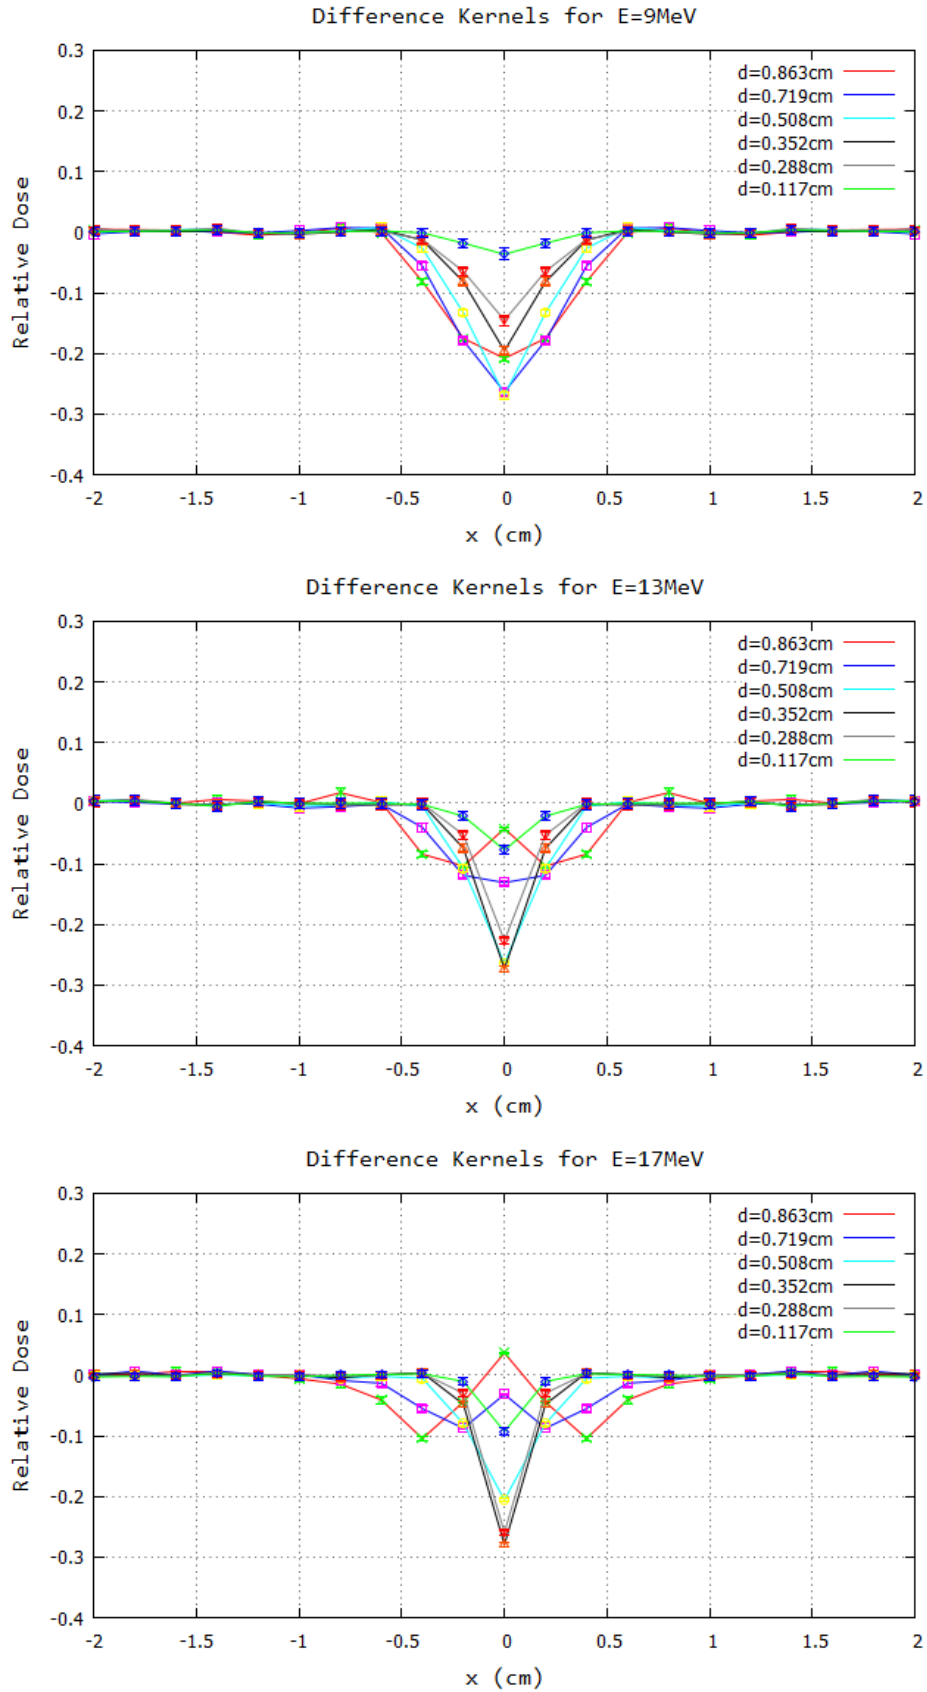 Difference Kernels for E=9MeV
0.3
d=0.863cm
d=0.719cm
0.2
d=0.508cm
d=0.352cm
d=0.288cm
0.1
d=0.117cm
0
-0.1
-0.2
-0.3
-0.4
Relative Dose
-2 -1.5 -1 -0.5 0 0.5 1 1.5 2
x (cm)
Difference Kernels for E=13MeV
0.3
d=0.863cm
d=0.719cm
0.2
d=0.508cm
d=0.352cm
d=0.288cm
0.1
d=0.117cm
0
-0.1
-0.2
-0.3
-0.4
Relative Dose
-2 -1.5 -1 -0.5 0 0.5 1 1.5 2
x (cm)
Difference Kernels for E=17MeV
0.3
d=0.863cm
d=0.719cm
0.2
d=0.508cm
d=0.352cm
d=0.288cm
0.1
d=0.117cm
0
-0.1
-0.2
-0.3
-0.4
Relative Dose
-2 -1.5 -1 -0.5 0 0.5 1 1.5 2
x (cm)